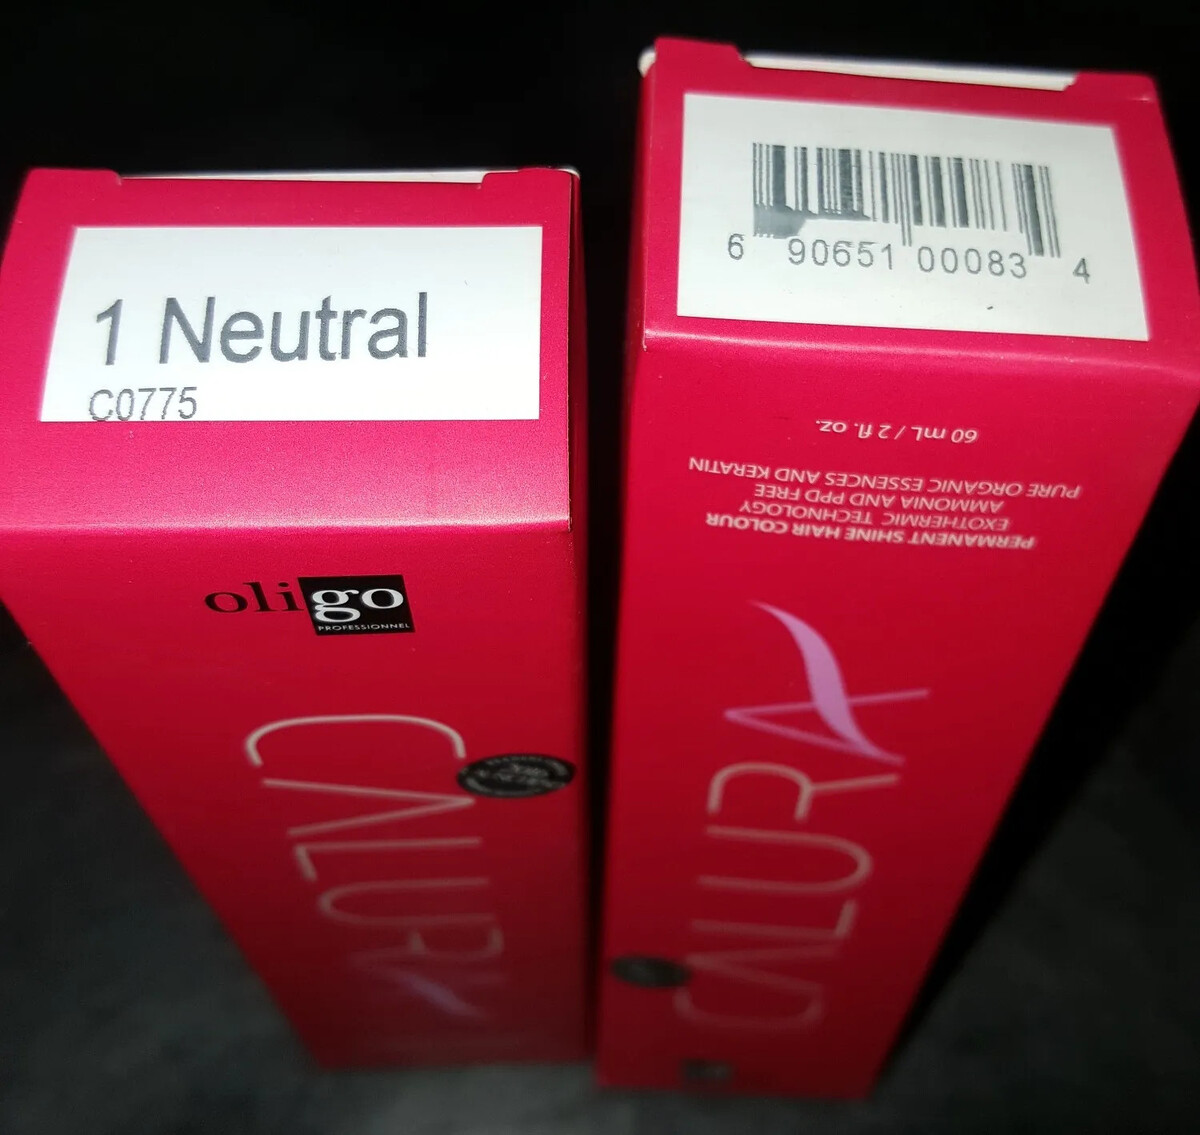 1 Neutral
C0775
oligo
PROFESSIONNEL
CALURA
6 90651 00083 4
60 mL / 2 fl. oz.
PURE ORGANIC ESSENCES AND KERATIN
AMMONIA AND PPD FREE
EXOTHERMIC TECHNOLOGY
PERMANENT SHINE HAIR COLOUR
CALURA